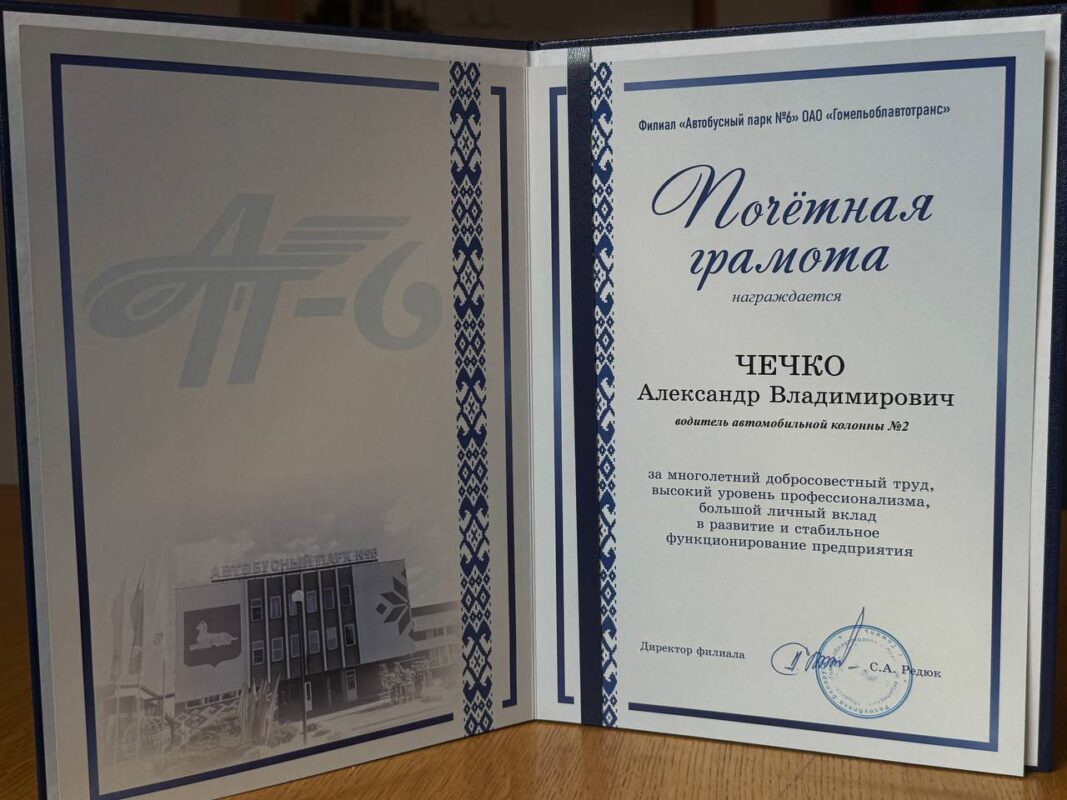 АП-6
АВТОБУСНЫЙ ПАРК №6
Филиал «Автобусный парк №6» ОАО «Гомельоблавтотранс»
Почётная
грамота
награждается
ЧЕЧКО
Александр Владимирович
водитель автомобильной колонны №2
за многолетний добросовестный труд,
высокий уровень профессионализма,
большой личный вклад
в развитие и стабильное
функционирование предприятия
Директор филиала
С.А. Редюк